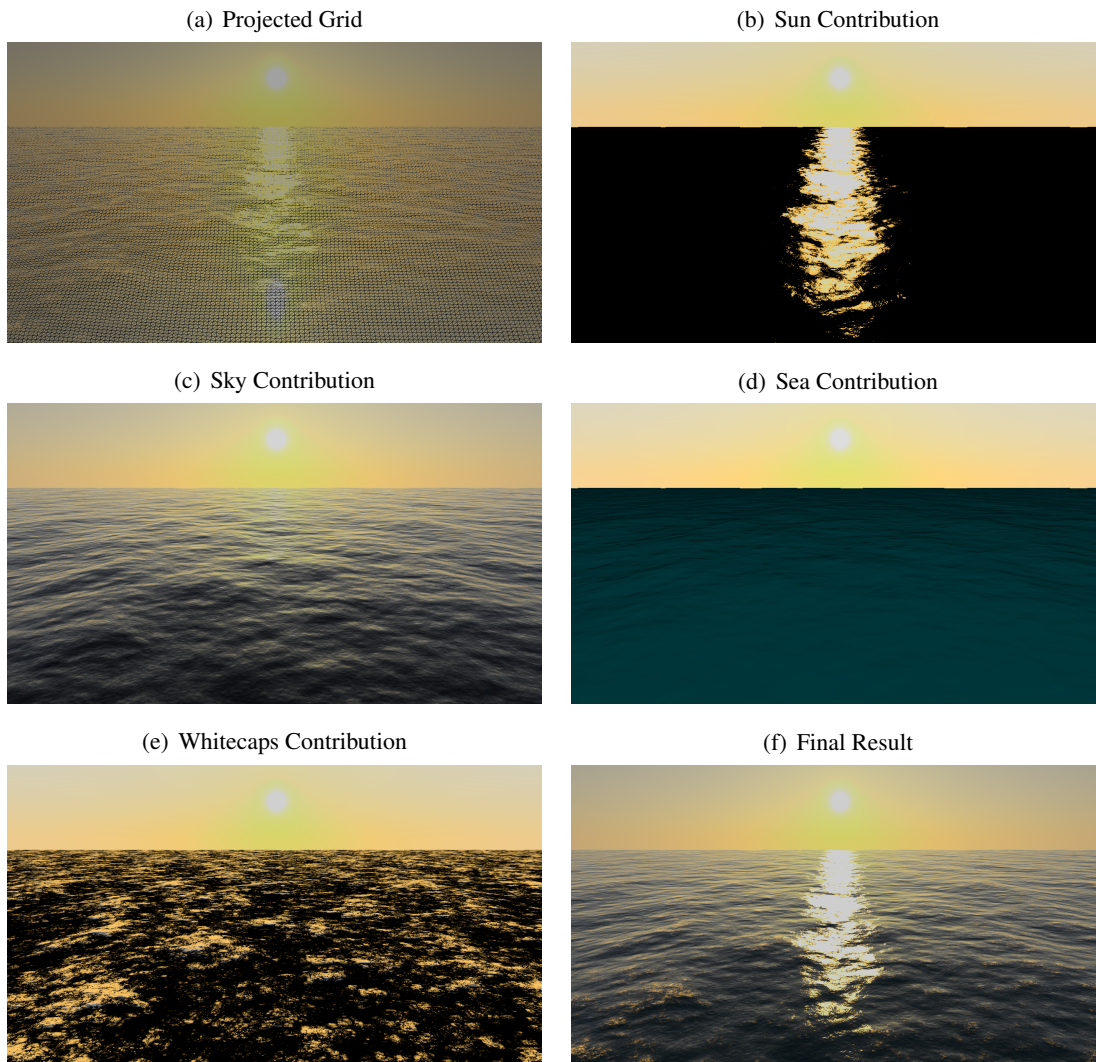 (a) Projected Grid
(b) Sun Contribution
(c) Sky Contribution
(d) Sea Contribution
(e) Whitecaps Contribution
(f) Final Result